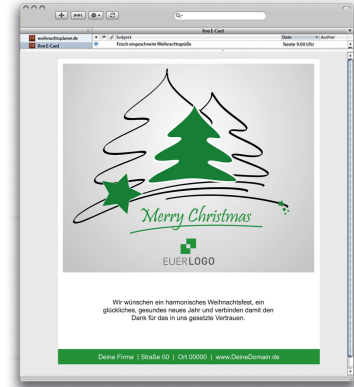 Ihre E-Card
weihnachtsplaner.de
Ihre E-Card
Subject
Date
Author
Frisch eingeschneite Weihnachtsgrüße
heute 9.00 Uhr
Merry Christmas
EUERLOGO
Wir wünschen ein harmonisches Weihnachtsfest, ein
glückliches, gesundes neues Jahr und verbinden damit den
Dank für das in uns gesetzte Vertrauen.
Deine Firma | Straße 00 | Ort 00000 | www.DeineDomain.de